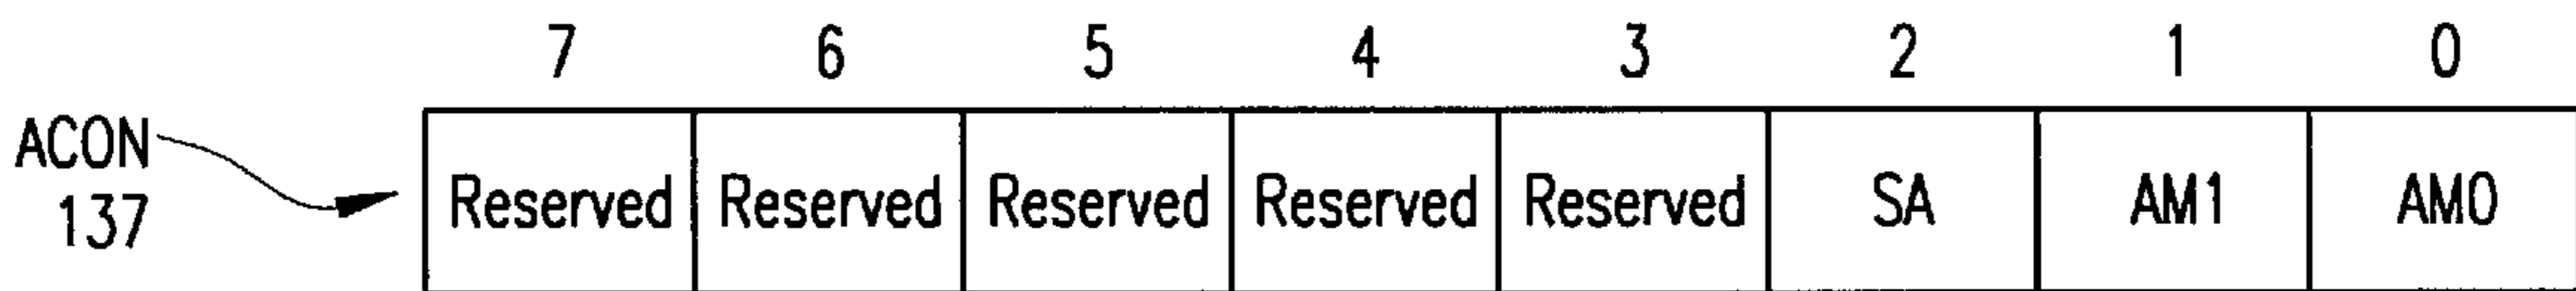 7 6 5 4 3 2 1 0
ACON
137
Reserved Reserved Reserved Reserved Reserved SA AM1 AM0